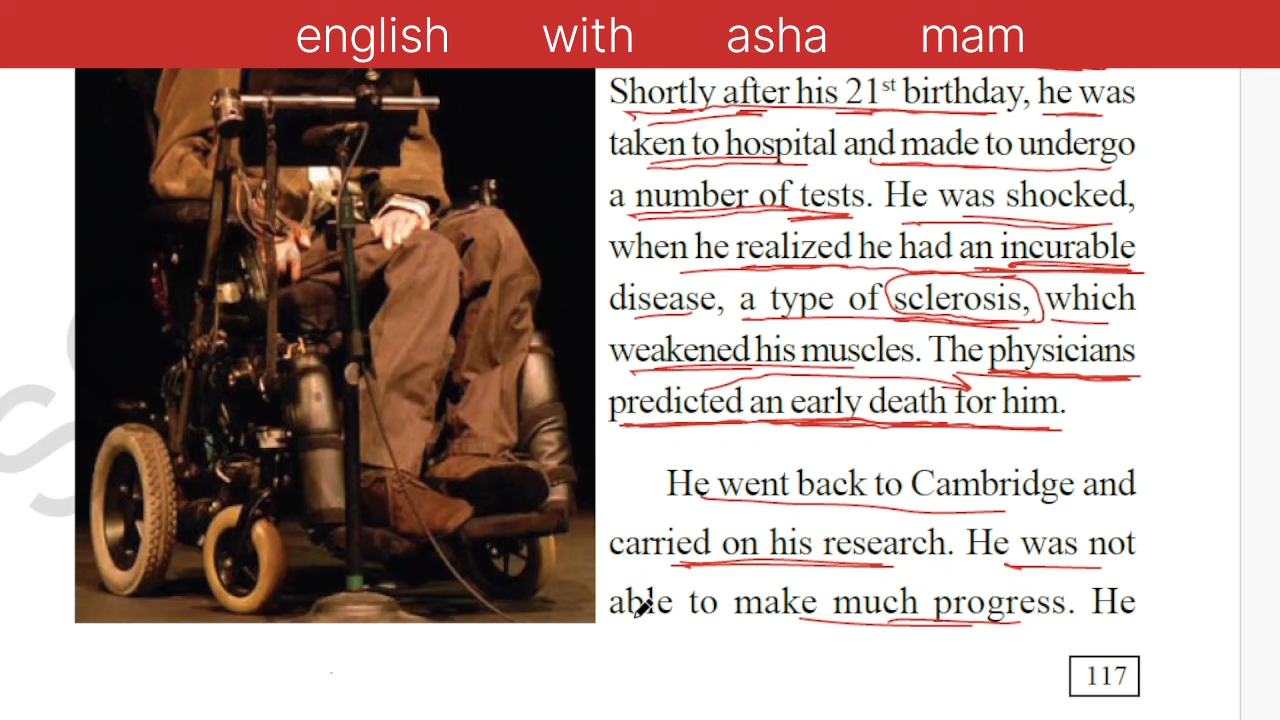 english with asha mam
Shortly after his 21st birthday, he was
taken to hospital and made to undergo
a number of tests. He was shocked,
when he realized he had an incurable
disease, a type of sclerosis, which
weakened his muscles. The physicians
predicted an early death for him.
He went back to Cambridge and
carried on his research. He was not
able to make much progress. He
117